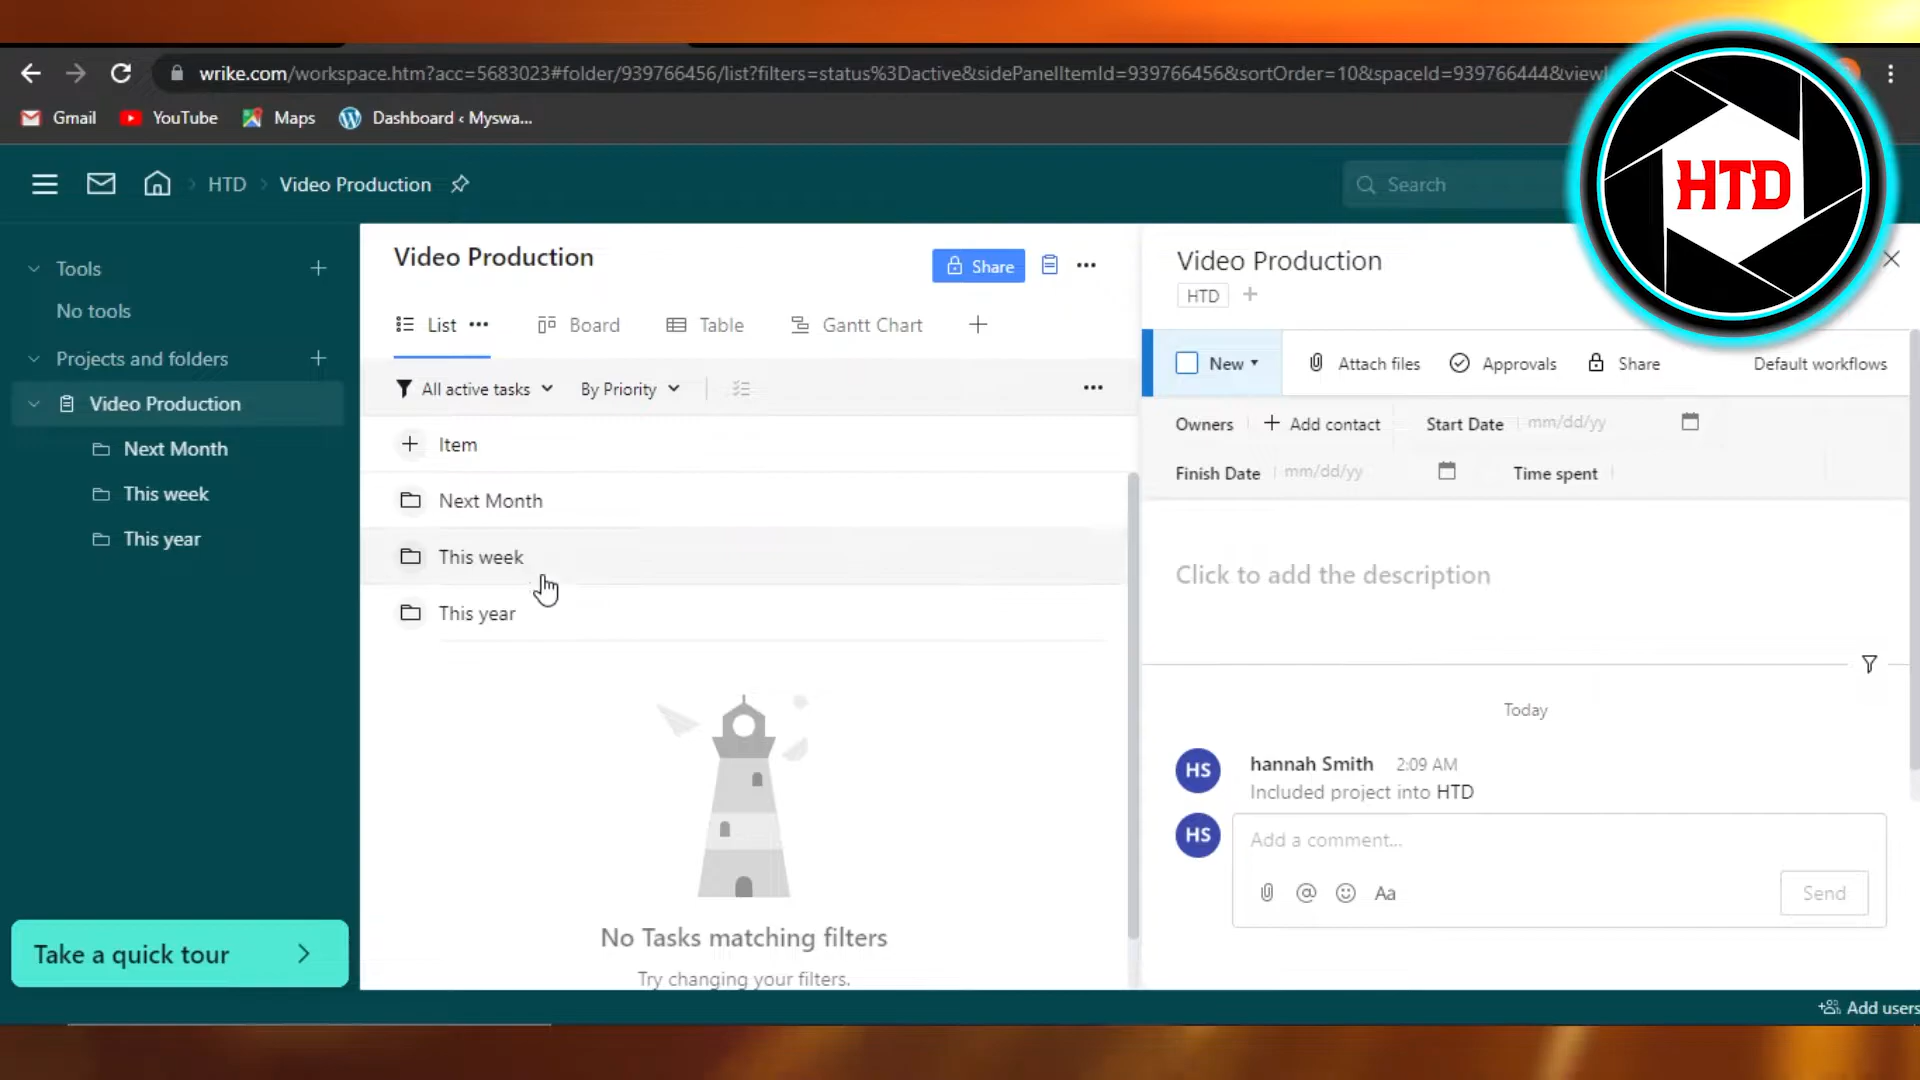 wrike.com/workspace.htm?acc=5683023#folder/939766456/list?filters=status%3Dactive&sidePanelItemId=939766456&sortOrder=10&spaceId=939766444&viewI
Gmail YouTube Maps Dashboard ‹ Myswa...
HTD
HTD Video Production Search
Tools
No tools
Projects and folders
Video Production
Next Month
This week
This year
Take a quick tour
Video Production
Share
List Board Table Gantt Chart
All active tasks By Priority
Item
Next Month
This week
This year
No Tasks matching filters
Try changing your filters.
Video Production
HTD
New Attach files Approvals Share Default workflows
Owners Add contact Start Date mm/dd/yy
Finish Date mm/dd/yy Time spent
Click to add the description
Today
HS hannah Smith 2:09 AM
Included project into HTD
HS Add a comment...
Aa Send
Add users